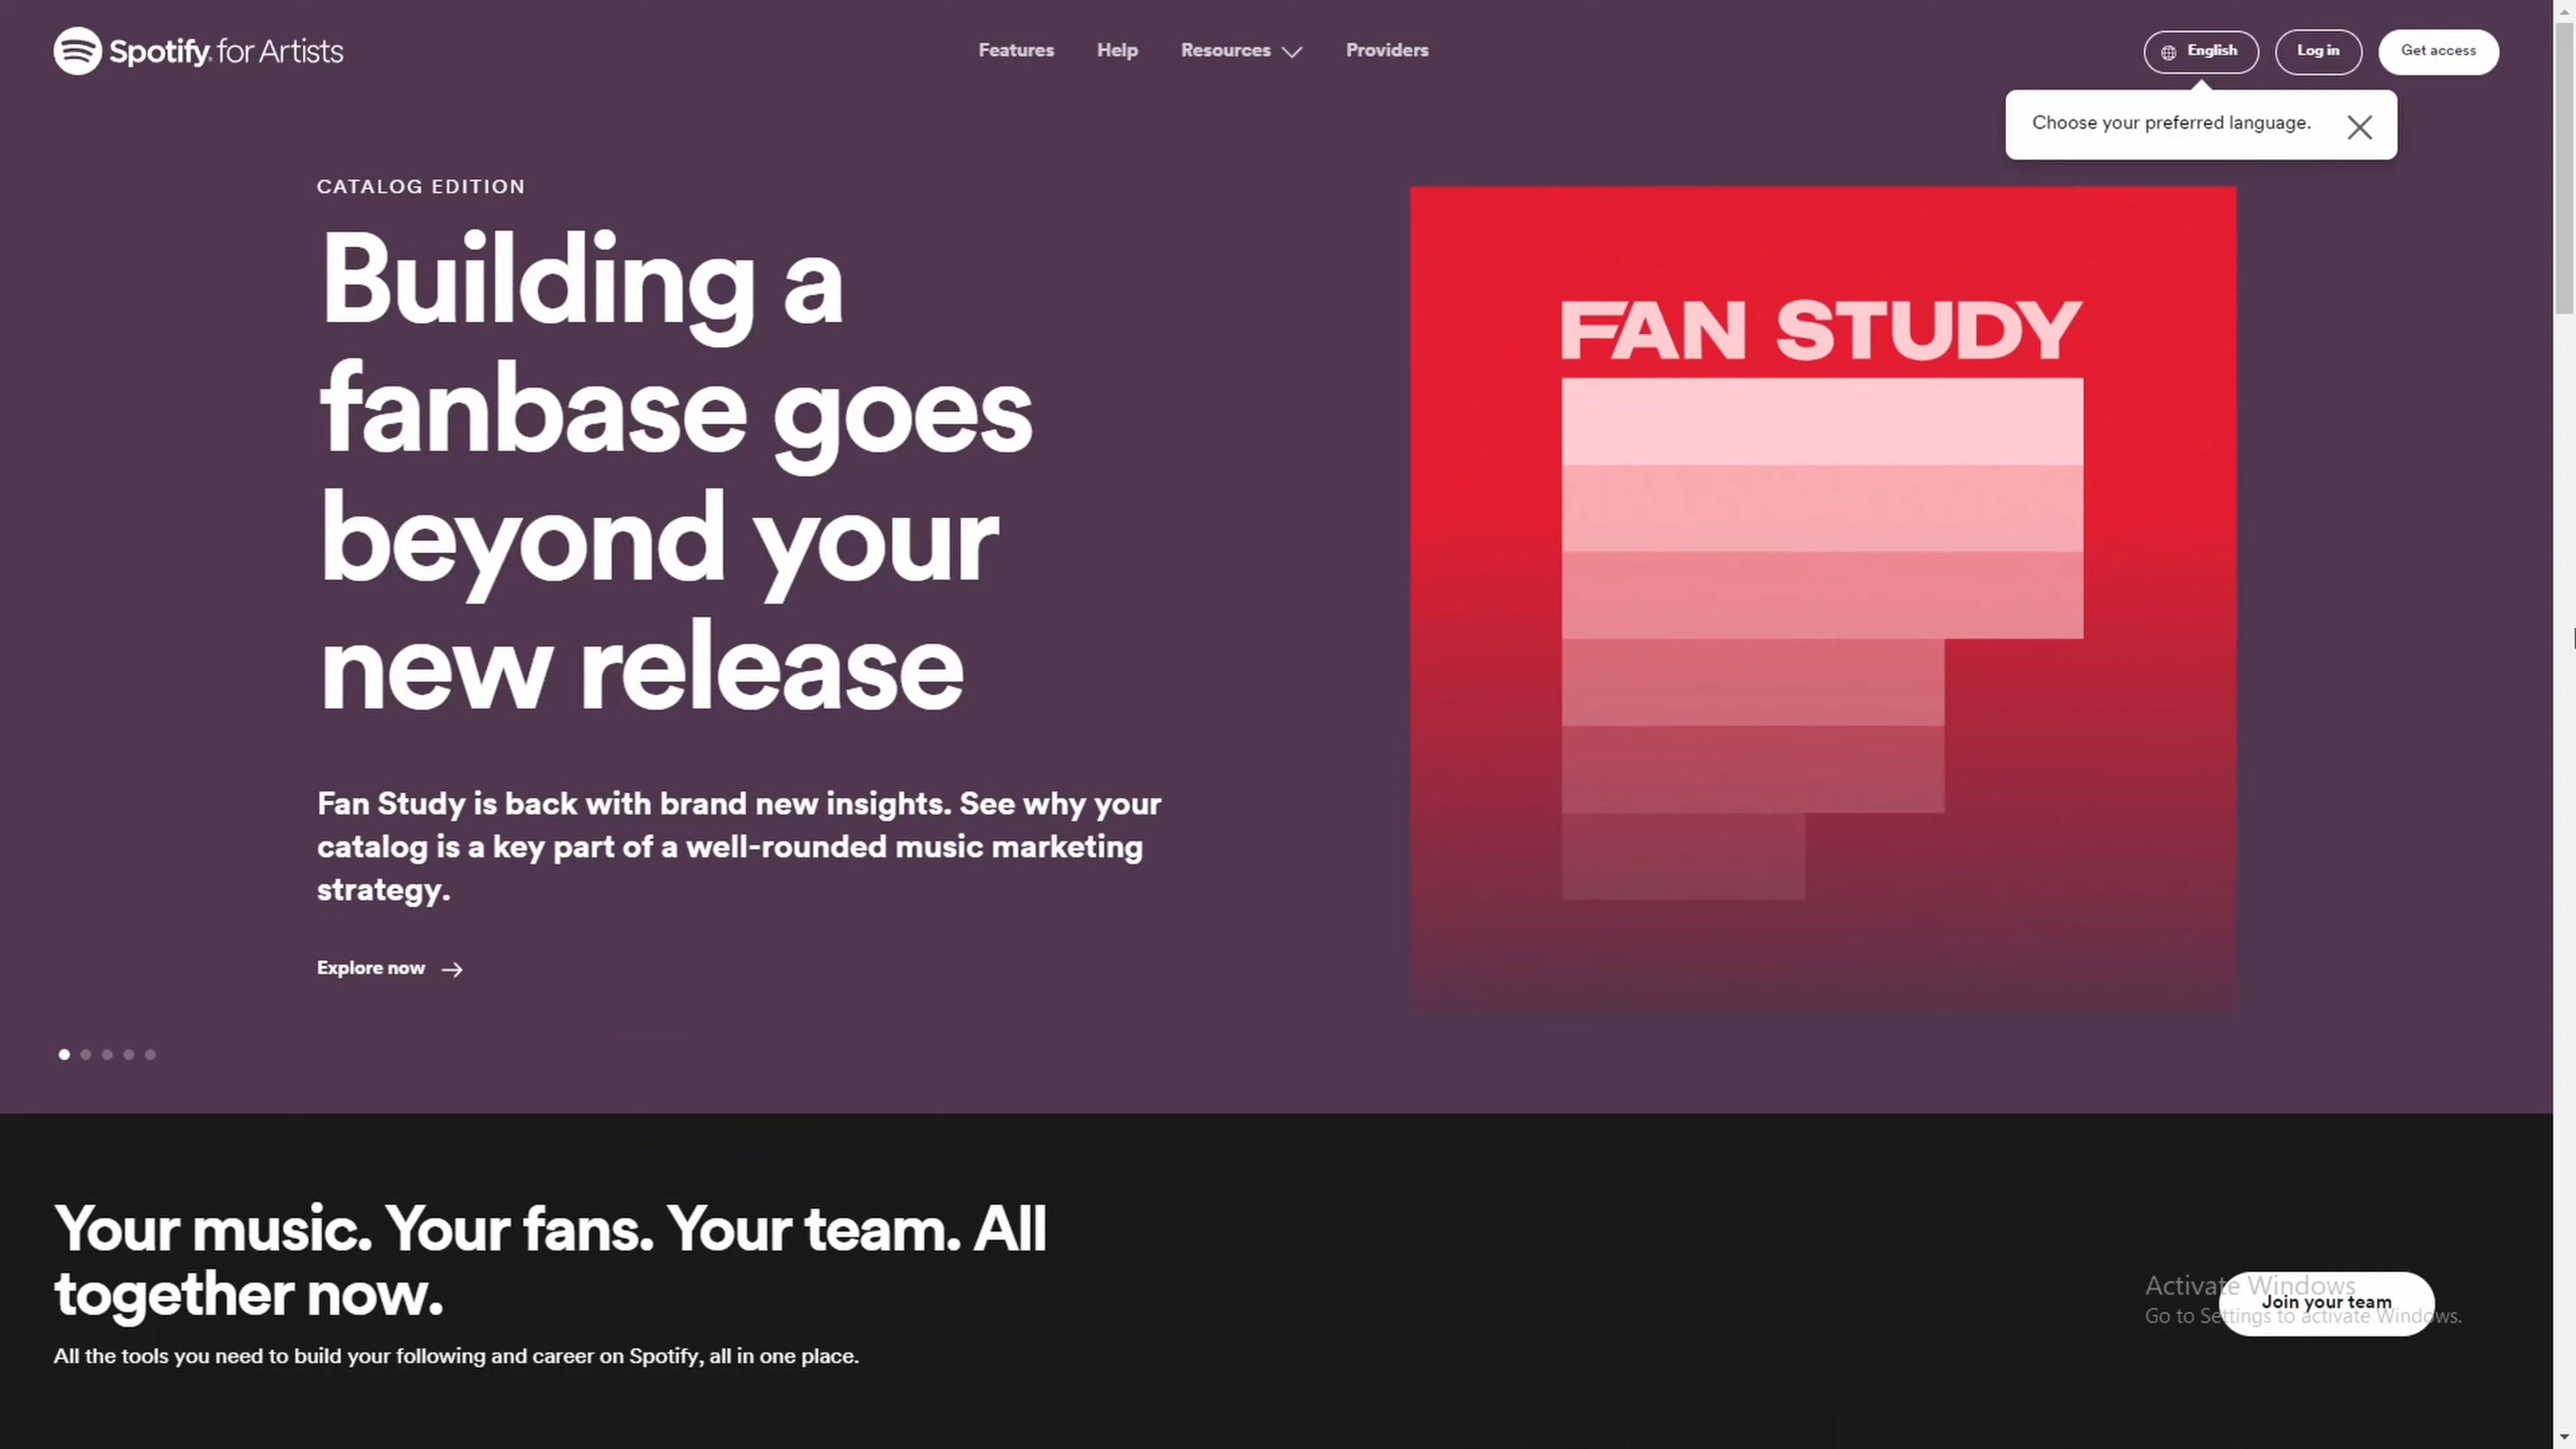 Spotify for Artists
Features
Help
Resources
Providers
English
Log in
Get access
Choose your preferred language.
CATALOG EDITION
Building a
fanbase goes
beyond your
new release
Fan Study is back with brand new insights. See why your
catalog is a key part of a well-rounded music marketing
strategy.
Explore now
FAN STUDY
Your music. Your fans. Your team. All
together now.
All the tools you need to build your following and career on Spotify, all in one place.
Join your team
Activate Windows
Go to Settings to activate Windows.